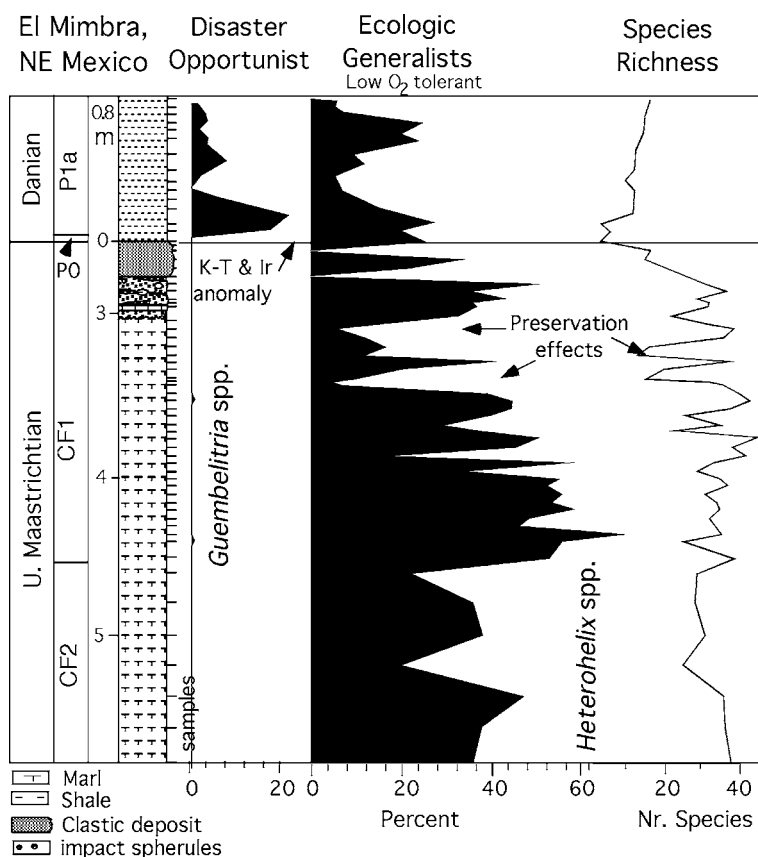 El Mimbra,
NE Mexico
Disaster
Opportunist
Ecologic
Generalists
Low O2 tolerant
Species
Richness
Danian
P1a
0.8
m
0
P0
K-T & Ir
anomaly
3
Preservation
effects
U. Maastrichtian
CF1
4
Guembelitria spp.
Heterohelix spp.
CF2
5
samples
0 20
0 20 40 60
20 40
Percent
Nr. Species
Marl
Shale
Clastic deposit
impact spherules